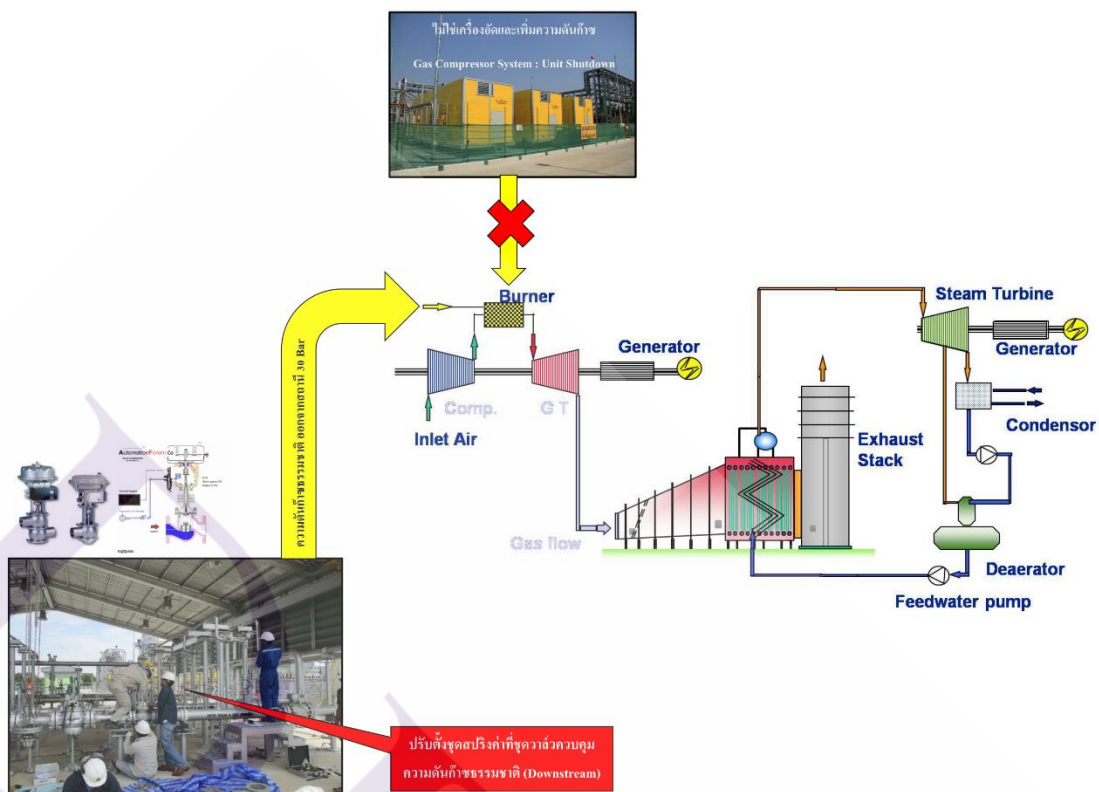 ไม่ใช่เครื่องอัดและเพิ่มความดันก๊าซ
Gas Compressor System : Unit Shutdown
Burner
Steam Turbine
Generator
Generator
Comp.
G T
Inlet Air
Condensor
Exhaust
Stack
ความดันก๊าซธรรมชาติ ออกจากสถานี 30 Bar
AutomationForum.Co
Gas flow
Deaerator
Feedwater pump
ปรับตั้งชุดสปริงค่าที่ชุดวาล์วควบคุม
ความดันก๊าซธรรมชาติ (Downstream)